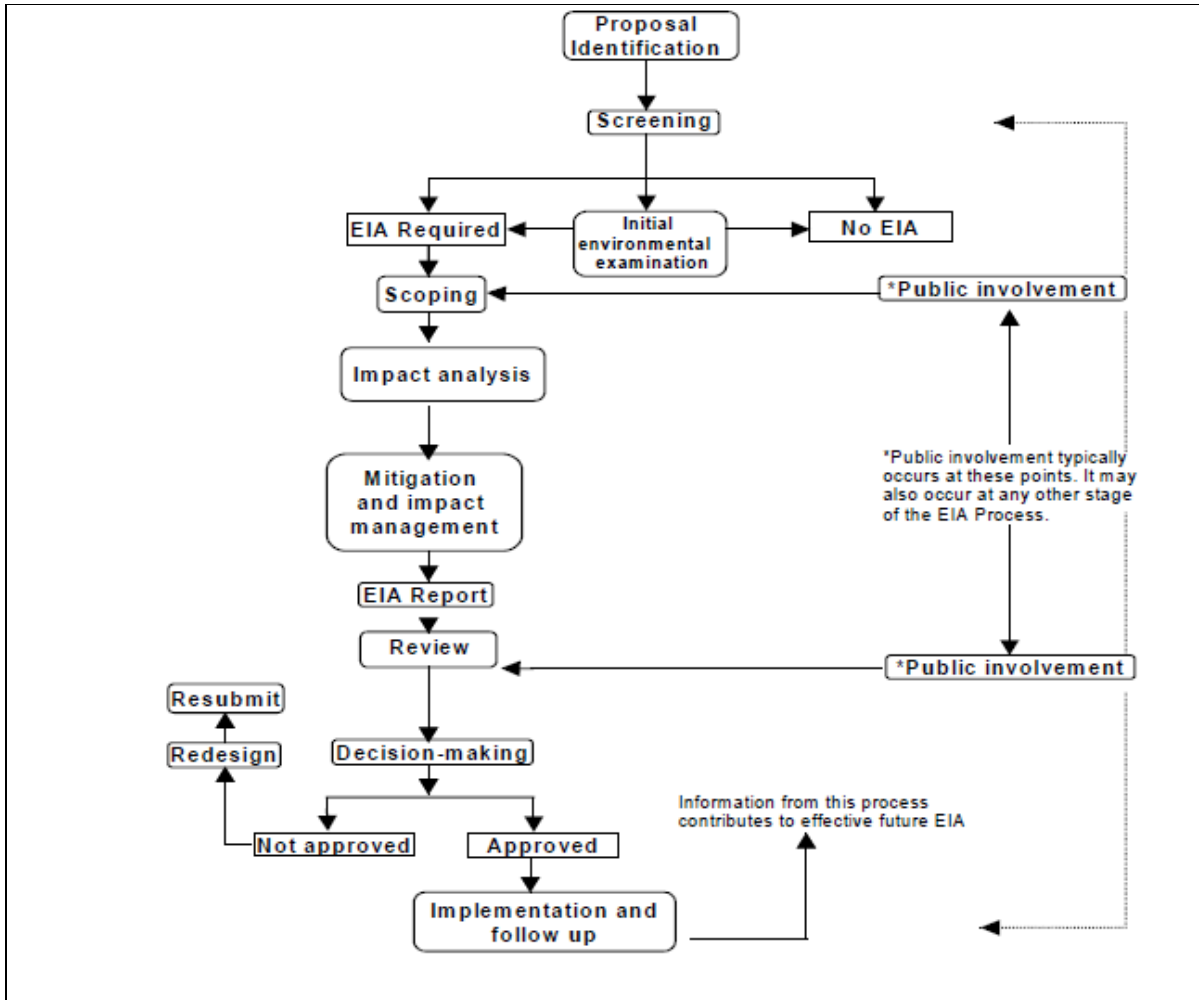 Proposal
Identification
Screening
EIA Required
Initial
environmental
examination
No EIA
Scoping
*Public involvement
Impact analysis
Mitigation
and impact
management
*Public involvement typically
occurs at these points. It may
also occur at any other stage
of the EIA Process.
EIA Report
Review
*Public involvement
Resubmit
Redesign
Decision-making
Not approved
Approved
Information from this process
contributes to effective future EIA
Implementation and
follow up